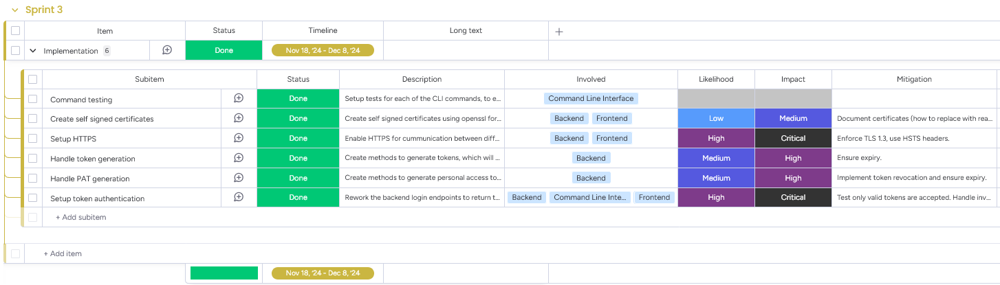 Sprint 3
Item Status Timeline Long text
Implementation 6 Done Nov 18, '24 - Dec 8, '24
Subitem Status Description Involved Likelihood Impact Mitigation
Command testing Done Setup tests for each of the CLI commands, to e... Command Line Interface
Create self signed certificates Done Create self signed certificates using openssl for... Backend Frontend Low Medium Document certificates (how to replace with rea...
Setup HTTPS Done Enable HTTPS for cummunication between diff... Backend Frontend High Critical Enforce TLS 1.3, use HSTS headers.
Handle token generation Done Create methods to generate tokens, which will ... Backend Medium High Ensure expiry.
Handle PAT generation Done Create methods to generate personal access to... Backend Medium High Implement token revocation and ensure expiry.
Setup token authentication Done Rework the backend login endpoints to return t... Backend Command Line Inte... Frontend High Critical Test only valid tokens are accepted. Handle inv...
+ Add subitem
+ Add item
Nov 18, '24 - Dec 8, '24